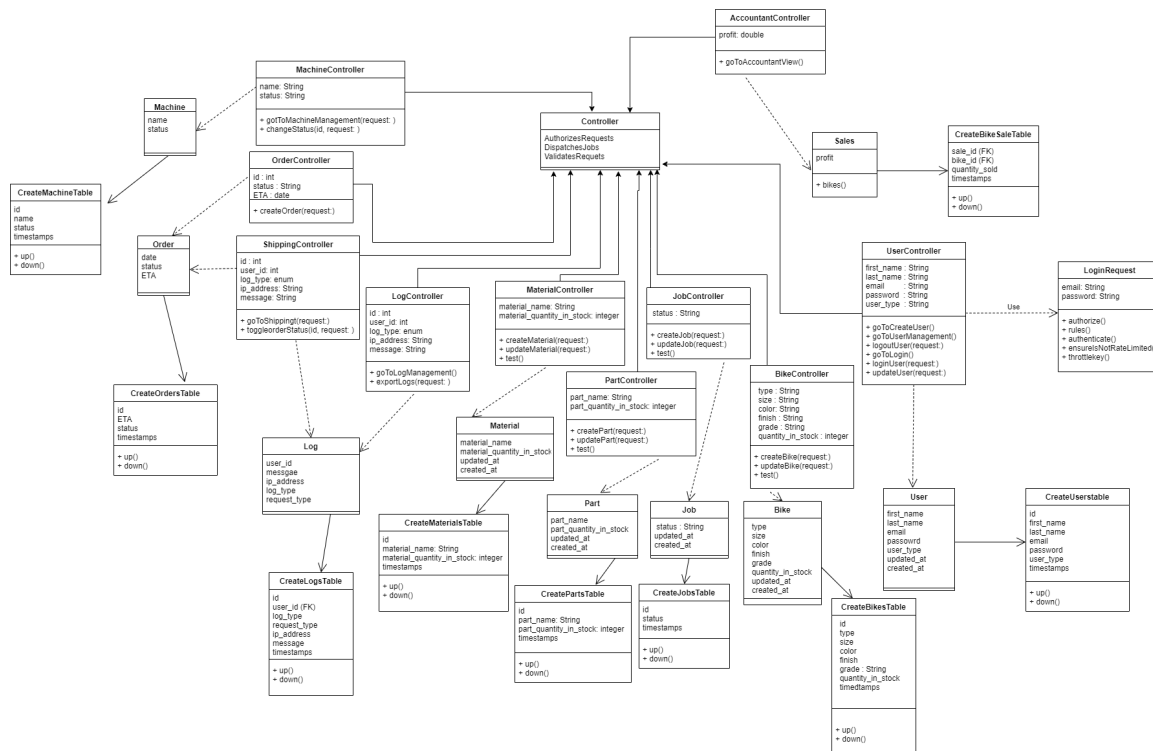 AccountantController
profit: double
+ goToAccountantView()
MachineController
name: String
status: String
+ gotToMachineManagement(request: )
+ changeStatus(id, request: )
Machine
name
status
Controller
AuthorizesRequests
DispatchesJobs
ValidatesRequets
Sales
profit
+ bikes()
CreateBikeSaleTable
sale_id (FK)
bike_id (FK)
quantity_sold
timestamps
+ up()
+ down()
OrderController
id : int
status : String
ETA : date
+ createOrder(request:)
CreateMachineTable
id
name
status
timestamps
+ up()
+ down()
Order
date
status
ETA
ShippingController
id : int
user_id: int
log_type: enum
ip_address: String
message: String
+ goToShippingt(request:)
+ toggleorderStatus(id, request: )
UserController
first_name : String
last_name : String
email : String
password : String
user_type : String
+ goToCreateUser()
+ goToUserManagement()
+ logoutUser(request:)
+ goToLogin()
+ loginUser(request:)
+ updateUser(request:)
Use
LoginRequest
email: String
password: String
+ authorize()
+ rules()
+ authenticate()
+ ensureIsNotRateLimited(
+ throttlekey()
LogController
id : int
user_id: int
log_type: enum
ip_address: String
message: String
+ goToLogManagement()
+ exportLogs(request: )
MaterialController
material_name: String
material_quantity_in_stock: integer
+ createMaterial(request:)
+ updateMaterial(request:)
+ test()
JobController
status : String
+ createJob(request:)
+ updateJob(request:)
+ test()
PartController
part_name: String
part_quantity_in_stock: integer
+ createPart(request:)
+ updatePart(request:)
+ test()
BikeController
type : String
size : String
color: String
finish : String
grade : String
quantity_in_stock : integer
+ createBike(request:)
+ updateBike(request:)
+ test()
CreateOrdersTable
id
ETA
status
timestamps
+ up()
+ down()
Log
user_id
messgae
ip_address
log_type
request_type
Material
material_name
material_quantity_in_stock
updated_at
created_at
Part
part_name
part_quantity_in_stock
updated_at
created_at
Job
status : String
updated_at
created_at
Bike
type
size
color
finish
grade
quantity_in_stock
updated_at
created_at
User
first_name
last_name
email
passowrd
user_type
updated_at
created_at
CreateUserstable
id
first_name
last_name
email
password
user_type
timestamps
+ up()
+ down()
CreateMaterialsTable
id
material_name: String
material_quantity_in_stock: integer
timestamps
+ up()
+ down()
CreateLogsTable
id
user_id (FK)
log_type
request_type
ip_address
message
timestamps
+ up()
+ down()
CreatePartsTable
id
part_name: String
part_quantity_in_stock: integer
timestamps
+ up()
+ down()
CreateJobsTable
id
status
timestamps
+ up()
+ down()
CreateBikesTable
id
type
size
color
finish
grade : String
quantity_in_stock
timedtamps
+ up()
+ down()